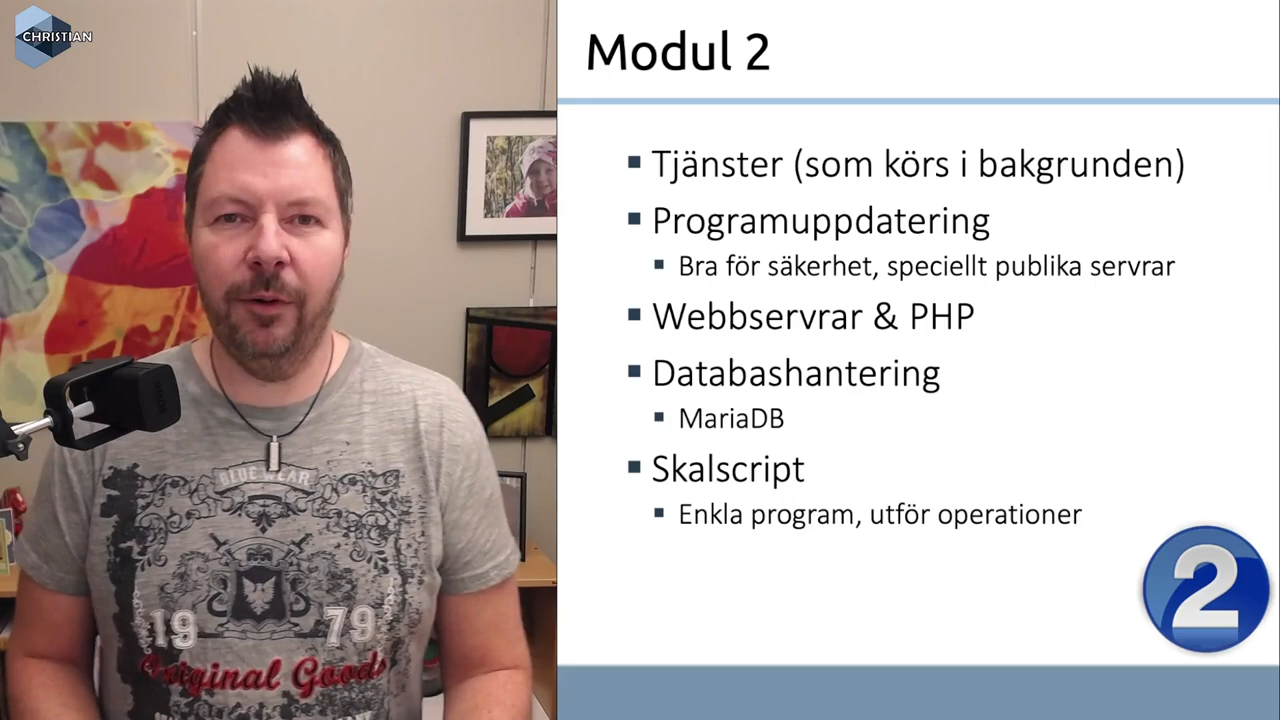 CHRISTIAN
Modul 2
Tjänster (som körs i bakgrunden)
Programuppdatering
Bra för säkerhet, speciellt publika servrar
Webbservrar & PHP
Databashantering
MariaDB
Skalscript
Enkla program, utför operationer
2
BLUE WEAR
19 79
Original Goods